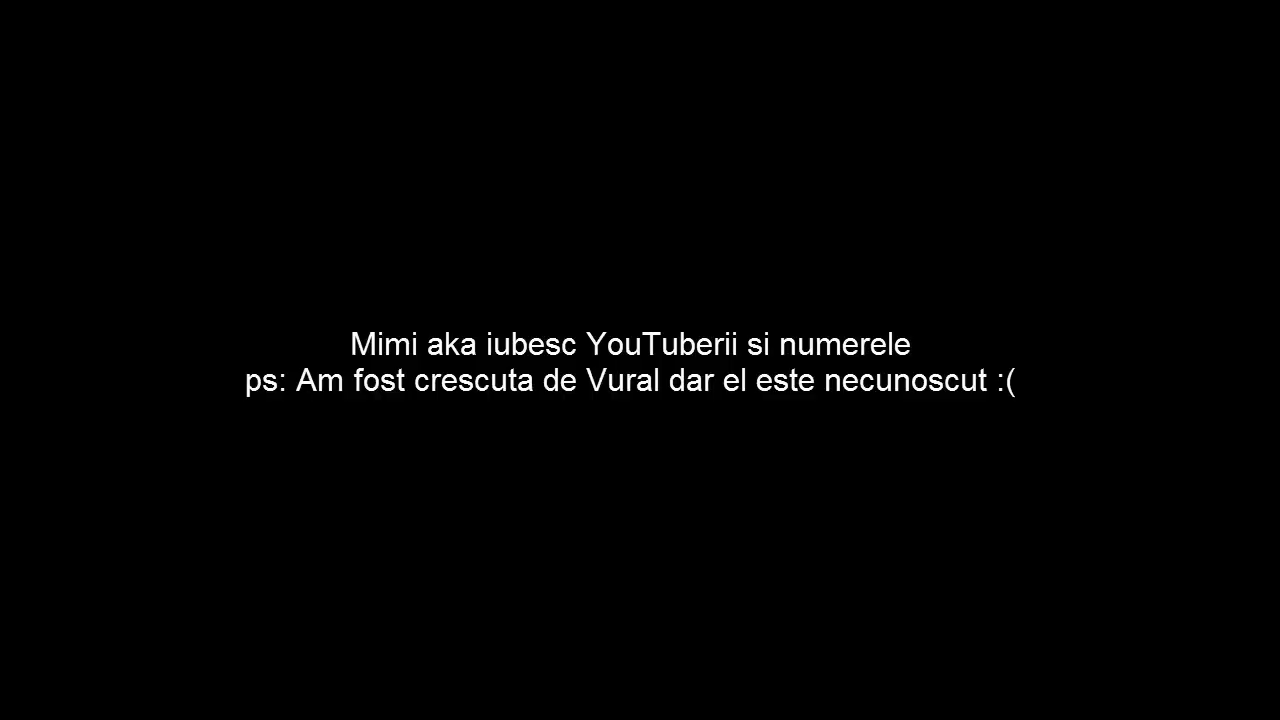 Mimi aka iubesc YouTuberii si numerele
ps: Am fost crescuta de Vural dar el este necunoscut :(